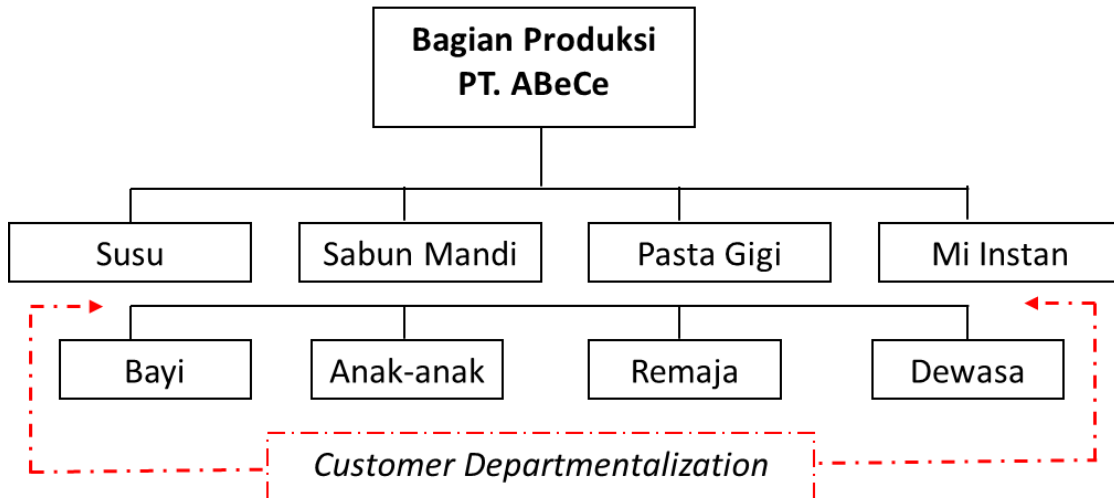 Bagian Produksi
PT. ABeCe
Susu
Sabun Mandi
Pasta Gigi
Mi Instan
Bayi
Anak-anak
Remaja
Dewasa
Customer Departmentalization